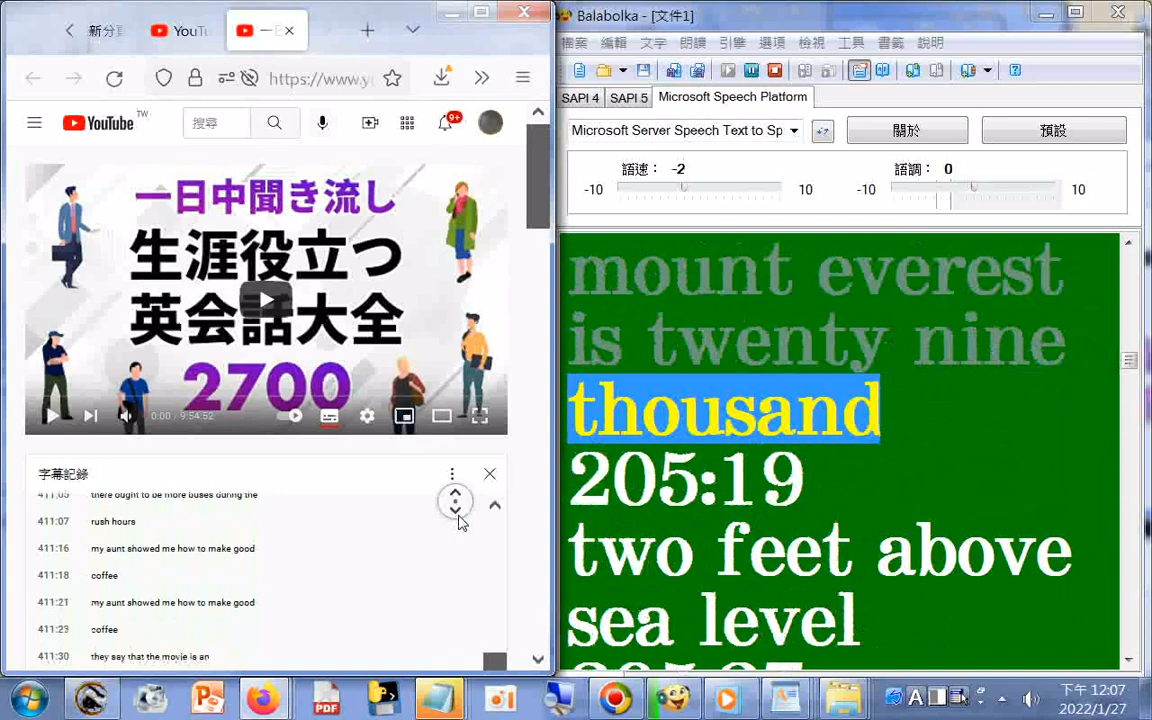 新分
YouTu
一日
https://www.y
TW
YouTube
搜尋
9+
一日中聞き流し
生涯役立つ
英会話大全
2700
0:00 / 9:54:52
字幕記錄
411:05 there ought to be more buses during the
411:07 rush hours
411:16 my aunt showed me how to make good
411:18 coffee
411:21 my aunt showed me how to make good
411:23 coffee
411:30 they say that the movie is an
Balabolka - [文件1]
檔案 編輯 文字 朗讀 引擎 選項 檢視 工具 書籤 說明
SAPI 4 SAPI 5 Microsoft Speech Platform
Microsoft Server Speech Text to Sp
關於 預設
語速： -2 語調： 0
-10 10 -10 10
mount everest
is twenty nine
thousand
205:19
two feet above
sea level
205:27
PDF
A
下午 12:07
2022/1/27